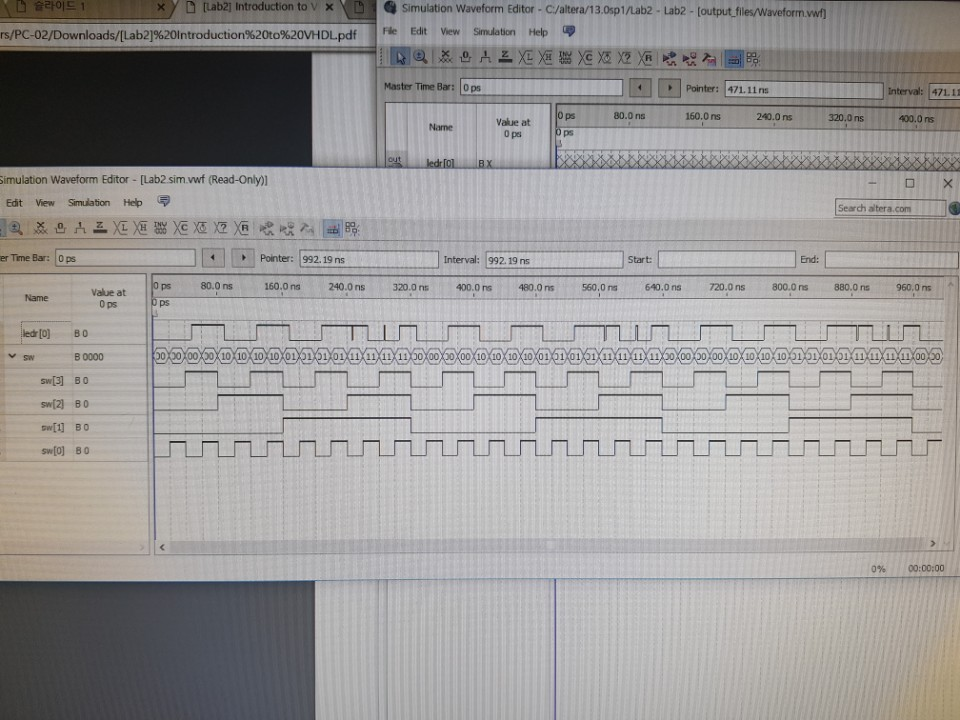 슬라이드 1
[Lab2] Introduction to V
rs/PC-02/Downloads/[Lab2]%20Introduction%20to%20VHDL.pdf
Simulation Waveform Editor - C:/altera/13.0sp1/Lab2 - Lab2 - [output_files/Waveform.vwf]
File Edit View Simulation Help
Master Time Bar: 0 ps Pointer: 471.11 ns Interval: 471.11
Name Value at 0 ps
0 ps 80.0 ns 160.0 ns 240.0 ns 320.0 ns 400.0 ns
0 ps
out ledr[0] B X
Simulation Waveform Editor - [Lab2.sim.vwf (Read-Only)]
Edit View Simulation Help
Search altera.com
er Time Bar: 0 ps Pointer: 992.19 ns Interval: 992.19 ns Start: End:
Name Value at 0 ps
0 ps 80.0 ns 160.0 ns 240.0 ns 320.0 ns 400.0 ns 480.0 ns 560.0 ns 640.0 ns 720.0 ns 800.0 ns 880.0 ns 960.0 ns
0 ps
ledr[0] B 0
sw B 0000
sw[3] B 0
sw[2] B 0
sw[1] B 0
sw[0] B 0
0% 00:00:00